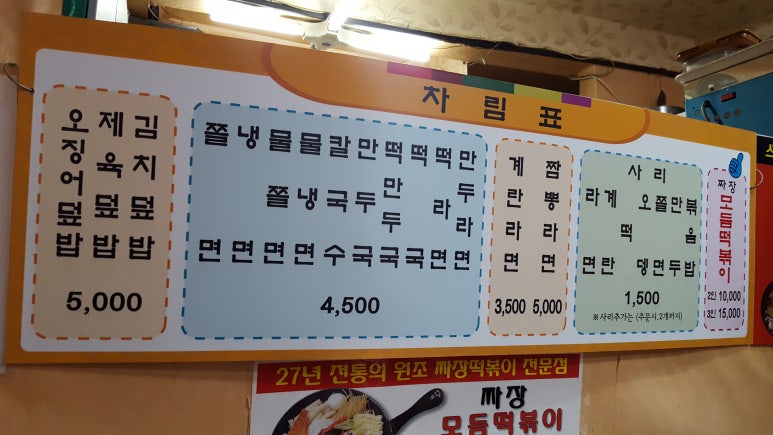 차림표
오징어덮밥
제육덮밥
김치덮밥
5,000
쫄면
냉면
물쫄면
물냉면
칼국수
만두국
떡만두국
떡국
떡라면
만두라면
4,500
계란라면
짬뽕라면
3,500 5,000
사리
라면
계란
떡
오뎅
쫄면
만두
볶음밥
1,500
※사리추가는 (주문시,2개까지)
짜장
모듬떡볶이
2인 10,000
3인 15,000
27년 전통의 원조 짜장떡볶이 전문점
짜장
모듬떡볶이